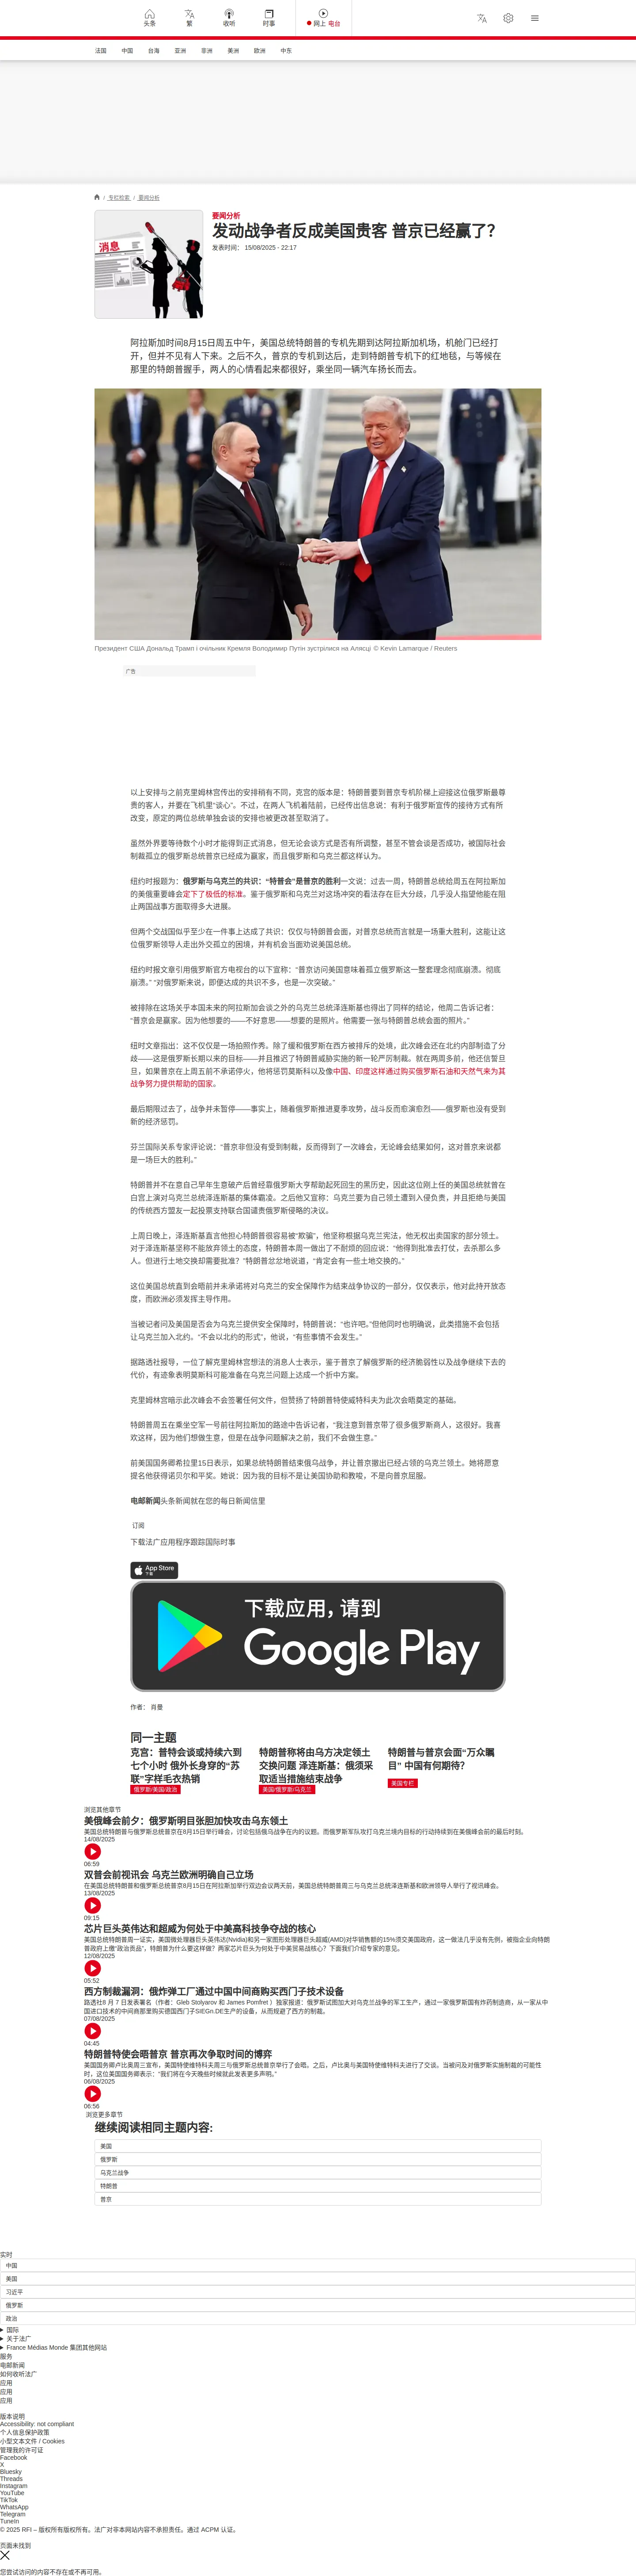 头条
繁
收听
时事
网上 电台
法国
中国
台海
亚洲
非洲
美洲
欧洲
中东
/ 专栏检索 / 要闻分析
消息
要闻分析
发动战争者反成美国贵客 普京已经赢了?
发表时间： 15/08/2025 - 22:17
阿拉斯加时间8月15日周五中午，美国总统特朗普的专机先期到达阿拉斯加机场，机舱门已经打
开，但并不见有人下来。之后不久，普京的专机到达后，走到特朗普专机下的红地毯，与等候在
那里的特朗普握手，两人的心情看起来都很好，乘坐同一辆汽车扬长而去。
Президент США Дональд Трамп і очільник Кремля Володимир Путін зустрілися на Алясці © Kevin Lamarque / Reuters
广告
以上安排与之前克里姆林宫传出的安排稍有不同，克宫的版本是：特朗普要到普京专机阶梯上迎接这位俄罗斯最尊
贵的客人，并要在飞机里“谈心”。不过，在两人飞机着陆前，已经传出信息说：有利于俄罗斯宣传的接待方式有所
改变，原定的两位总统单独会谈的安排也被更改甚至取消了。
虽然外界要等待数个小时才能得到正式消息，但无论会谈方式是否有所调整，甚至不管会谈是否成功，被国际社会
制裁孤立的俄罗斯总统普京已经成为赢家，而且俄罗斯和乌克兰都这样认为。
纽约时报题为：俄罗斯与乌克兰的共识：“特普会”是普京的胜利一文说：过去一周，特朗普总统给周五在阿拉斯加
的美俄重要峰会定下了极低的标准。鉴于俄罗斯和乌克兰对这场冲突的看法存在巨大分歧，几乎没人指望他能在阻
止两国战事方面取得多大进展。
但两个交战国似乎至少在一件事上达成了共识：仅仅与特朗普会面，对普京总统而言就是一场重大胜利，这能让这
位俄罗斯领导人走出外交孤立的困境，并有机会当面劝说美国总统。
纽约时报文章引用俄罗斯官方电视台的以下宣称：“普京访问美国意味着孤立俄罗斯这一整套理念彻底崩溃。彻底
崩溃。” “对俄罗斯来说，即便达成的共识不多，也是一次突破。”
被排除在这场关乎本国未来的阿拉斯加会谈之外的乌克兰总统泽连斯基也得出了同样的结论，他周二告诉记者：
“普京会是赢家。因为他想要的——不好意思——想要的是照片。他需要一张与特朗普总统会面的照片。”
纽时文章指出：这不仅仅是一场拍照作秀。除了缓和俄罗斯在西方被排斥的处境，此次峰会还在北约内部制造了分
歧——这是俄罗斯长期以来的目标——并且推迟了特朗普威胁实施的新一轮严厉制裁。就在两周多前，他还信誓旦
旦，如果普京在上周五前不承诺停火，他将惩罚莫斯科以及像中国、印度这样通过购买俄罗斯石油和天然气来为其
战争努力提供帮助的国家。
最后期限过去了，战争并未暂停——事实上，随着俄罗斯推进夏季攻势，战斗反而愈演愈烈——俄罗斯也没有受到
新的经济惩罚。
芬兰国际关系专家评论说：“普京非但没有受到制裁，反而得到了一次峰会，无论峰会结果如何，这对普京来说都
是一场巨大的胜利。”
特朗普并不在意自己早年生意破产后曾经靠俄罗斯大亨帮助起死回生的黑历史，因此这位刚上任的美国总统就曾在
白宫上演对乌克兰总统泽连斯基的集体霸凌。之后他又宣称：乌克兰要为自己领土遭到入侵负责，并且拒绝与美国
的传统西方盟友一起投票支持联合国谴责俄罗斯侵略的决议。
上周日晚上，泽连斯基直言他担心特朗普很容易被“欺骗”，他坚称根据乌克兰宪法，他无权出卖国家的部分领土。
对于泽连斯基坚称不能放弃领土的态度，特朗普本周一做出了不耐烦的回应说：“他得到批准去打仗，去杀那么多
人。但进行土地交换却需要批准？”特朗普忿忿地说道，“肯定会有一些土地交换的。”
这位美国总统直到会晤前并未承诺将对乌克兰的安全保障作为结束战争协议的一部分，仅仅表示，他对此持开放态
度，而欧洲必须发挥主导作用。
当被记者问及美国是否会为乌克兰提供安全保障时，特朗普说：“也许吧。”但他同时也明确说，此类措施不会包括
让乌克兰加入北约。“不会以北约的形式”，他说，“有些事情不会发生。”
据路透社报导，一位了解克里姆林宫想法的消息人士表示，鉴于普京了解俄罗斯的经济脆弱性以及战争继续下去的
代价，有迹象表明莫斯科可能准备在乌克兰问题上达成一个折中方案。
克里姆林宫暗示此次峰会不会签署任何文件，但赞扬了特朗普特使威特科夫为此次会晤奠定的基础。
特朗普周五在乘坐空军一号前往阿拉斯加的路途中告诉记者，“我注意到普京带了很多俄罗斯商人，这很好。我喜
欢这样，因为他们想做生意，但是在战争问题解决之前，我们不会做生意。”
前美国国务卿希拉里15日表示，如果总统特朗普结束俄乌战争，并让普京撤出已经占领的乌克兰领土。她将愿意
提名他获得诺贝尔和平奖。她说：因为我的目标不是让美国协助和教唆，不是向普京屈服。
电邮新闻头条新闻就在您的每日新闻信里
订阅
下载法广应用程序跟踪国际时事
App Store
下载
下载应用，请到
Google Play
作者： 肖曼
同一主题
克宫：普特会谈或持续六到
七个小时 俄外长身穿的“苏
联”字样毛衣热销
俄罗斯/美国/政治
特朗普称将由乌方决定领土
交换问题 泽连斯基：俄须采
取适当措施结束战争
美国/俄罗斯/乌克兰
特朗普与普京会面“万众瞩
目” 中国有何期待?
美国专栏
浏览其他章节
美俄峰会前夕：俄罗斯明目张胆加快攻击乌东领土
美国总统特朗普与俄罗斯总统普京在8月15日举行峰会，讨论包括俄乌战争在内的议题。而俄罗斯军队攻打乌克兰境内目标的行动持续到在美俄峰会前的最后时刻。
14/08/2025
06:59
双普会前视讯会 乌克兰欧洲明确自己立场
在美国总统特朗普和俄罗斯总统普京8月15日在阿拉斯加举行双边会议两天前，美国总统特朗普周三与乌克兰总统泽连斯基和欧洲领导人举行了视讯峰会。
13/08/2025
09:15
芯片巨头英伟达和超威为何处于中美高科技争夺战的核心
美国总统特朗普周一证实，美国微处理器巨头英伟达(Nvidia)和另一家图形处理器巨头超威(AMD)对华销售额的15%须交美国政府，这一做法几乎没有先例，被指企业向特朗
普政府上缴“政治贡品”，特朗普为什么要这样做？两家芯片巨头为何处于中美贸易战核心？下面我们介绍专家的意见。
12/08/2025
05:52
西方制裁漏洞：俄炸弹工厂通过中国中间商购买西门子技术设备
路透社8 月 7 日发表署名（作者：Gleb Stolyarov 和 James Pomfret ）独家报道：俄罗斯试图加大对乌克兰战争的军工生产，通过一家俄罗斯国有炸药制造商，从一家从中
国进口技术的中间商那里购买德国西门子SIEGn.DE生产的设备，从而规避了西方的制裁。
07/08/2025
04:45
特朗普特使会晤普京 普京再次争取时间的博弈
美国国务卿卢比奥周三宣布，美国特使维特科夫周三与俄罗斯总统普京举行了会晤。之后，卢比奥与美国特使维特科夫进行了交谈。当被问及对俄罗斯实施制裁的可能性
时，这位美国国务卿表示：“我们将在今天晚些时候就此发表更多声明。”
06/08/2025
06:56
浏览更多章节
继续阅读相同主题内容:
美国
俄罗斯
乌克兰战争
特朗普
普京
实时
中国
美国
习近平
俄罗斯
政治
国际
关于法广
France Médias Monde 集团其他网站
服务
电邮新闻
如何收听法广
应用
应用
应用
版本说明
Accessibility: not compliant
个人信息保护政策
小型文本文件 / Cookies
管理我的许可证
Facebook
X
Bluesky
Threads
Instagram
YouTube
TikTok
WhatsApp
Telegram
TuneIn
© 2025 RFI – 版权所有版权所有。法广对非本网站内容不承担责任。通过 ACPM 认证。
页面未找到
您尝试访问的内容不存在或不再可用。